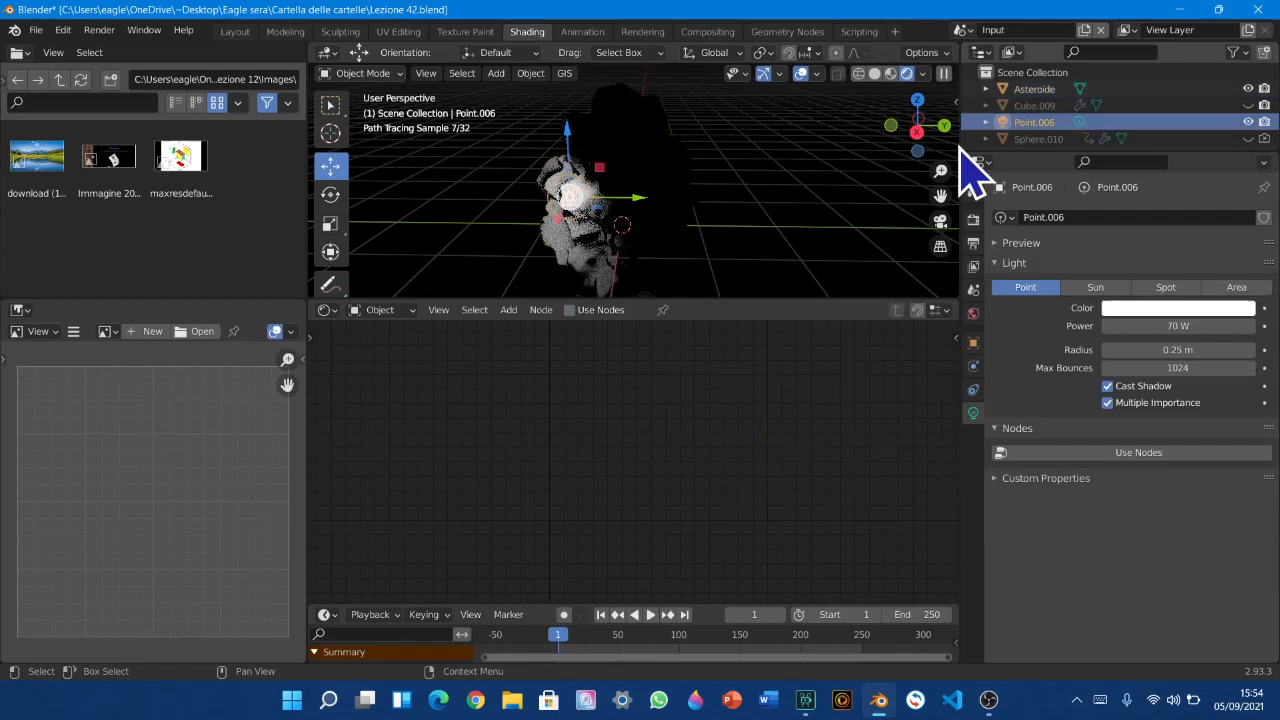 Blender* [C:\Users\eagle\OneDrive\~Desktop\Eagle sera\Cartella delle cartelle\Lezione 42.blend]
File Edit Render Window Help Layout Modeling Sculpting UV Editing Texture Paint Shading Animation Rendering Compositing Geometry Nodes Scripting + Input View Layer
View Select Orientation: Default Drag: Select Box Global Options
C:\Users\eagle\On...ezione 12\Images\
Object Mode View Select Add Object GIS
Scene Collection
Asteroide
Cube.009
Point.006
Sphere.010
User Perspective
(1) Scene Collection | Point.006
Path Tracing Sample 7/32
Z
Y
X
download (1...
Immagine 20...
maxresdefau...
Point.006 Point.006
Point.006
Preview
Light
Point Sun Spot Area
Color
Power 70 W
Radius 0.25 m
Max Bounces 1024
Cast Shadow
Multiple Importance
Nodes
Use Nodes
Custom Properties
Object View Select Add Node Use Nodes
View New Open
Playback Keying View Marker 1 Start 1 End 250
-50 1 50 100 150 200 250 300
Summary
Select Box Select Pan View Context Menu 2.93.3
15:54
05/09/2021